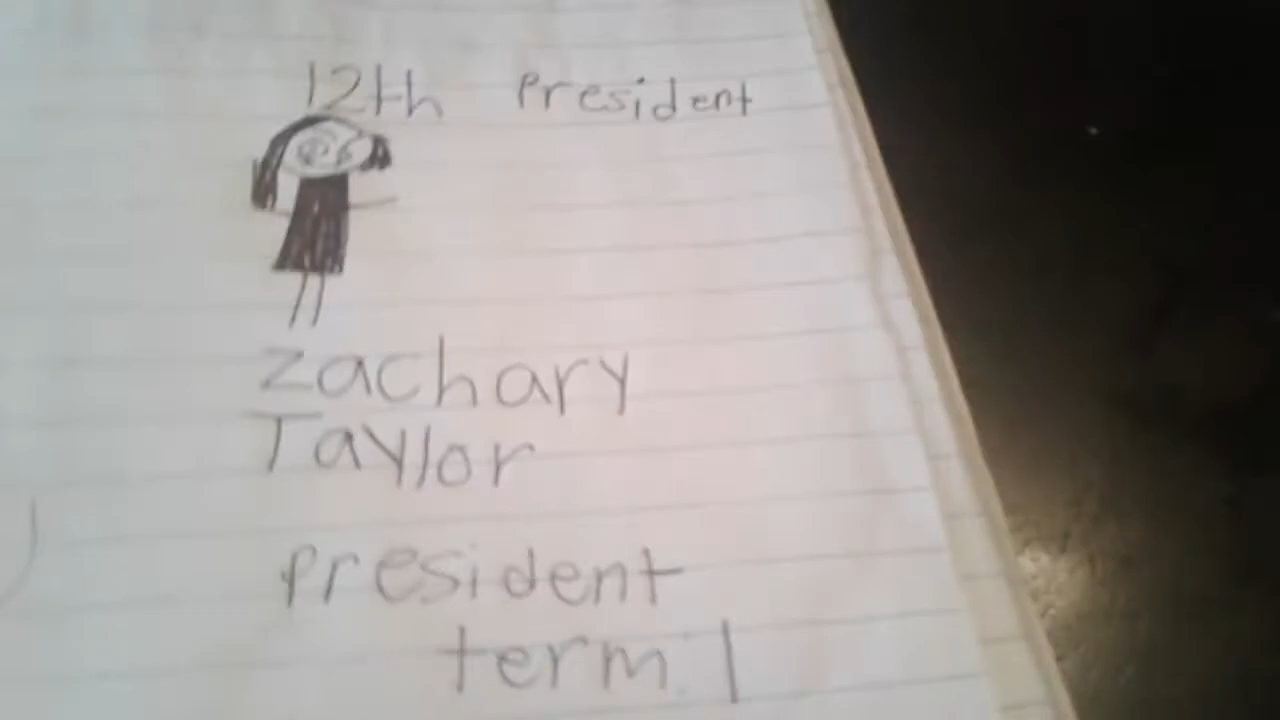 12th President
Zachary
Taylor
President
term 1